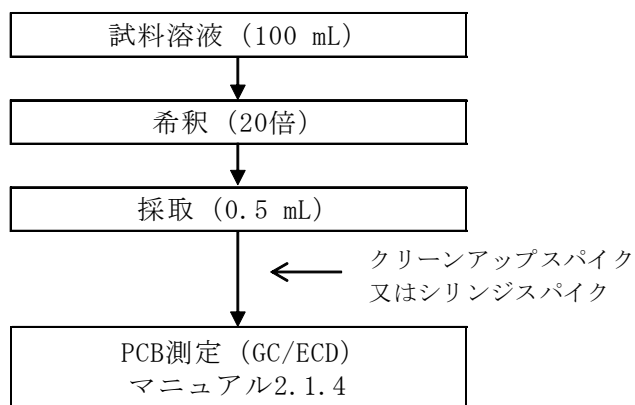 試料溶液 (100 mL)
希釈 (20倍)
採取 (0.5 mL)
クリーンアップスパイク
又はシリンジスパイク
PCB測定 (GC/ECD)
マニュアル2.1.4